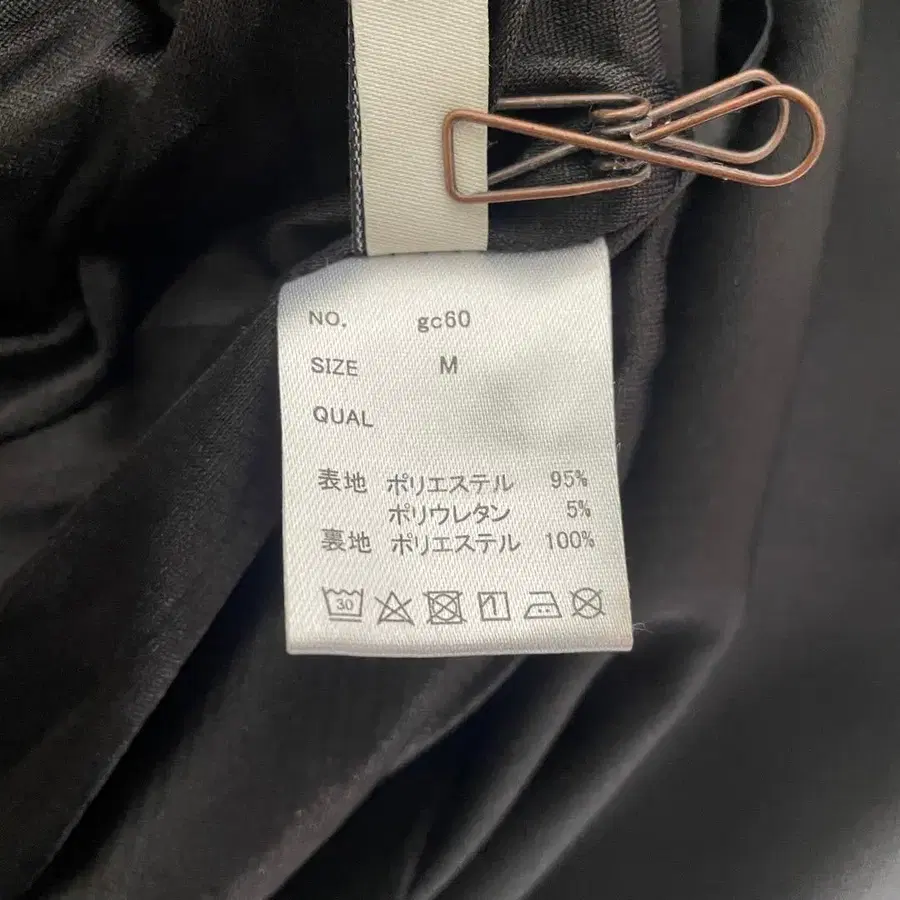 NO. gc60
SIZE M
QUAL
表地 ポリエステル 95%
ポリウレタン 5%
裏地 ポリエステル 100%
30